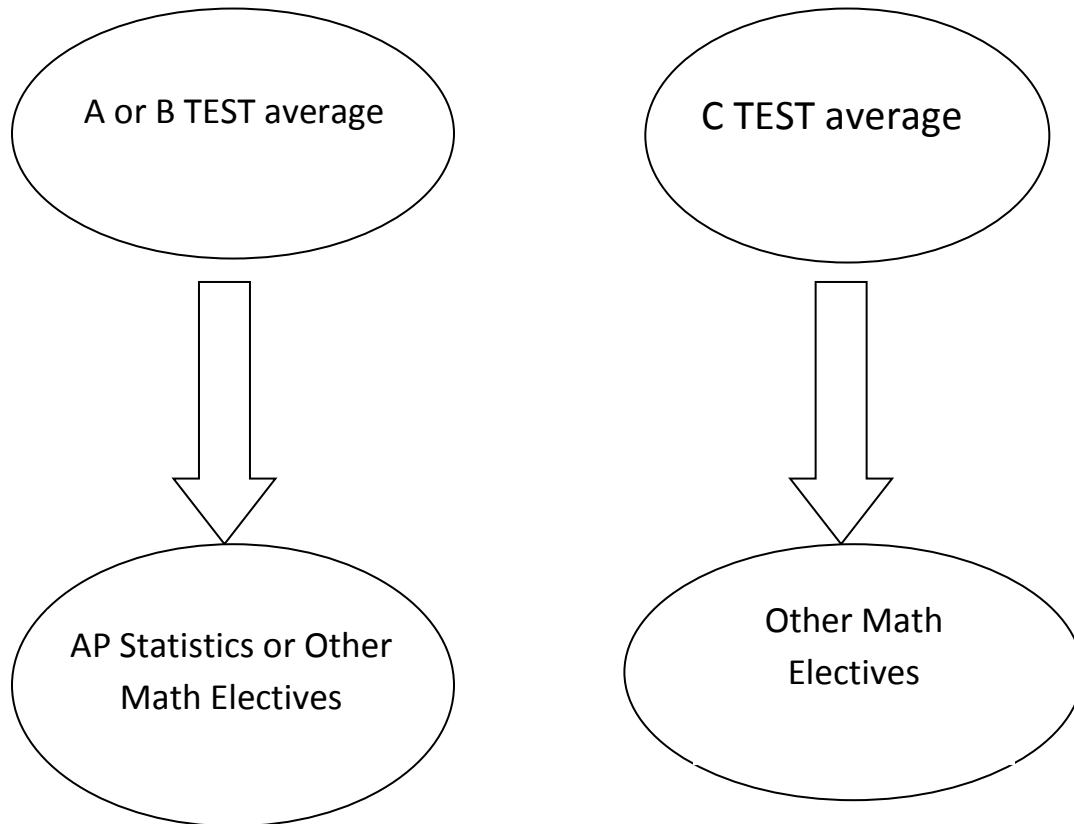 A or B TEST average
C TEST average
AP Statistics or Other
Math Electives
Other Math
Electives